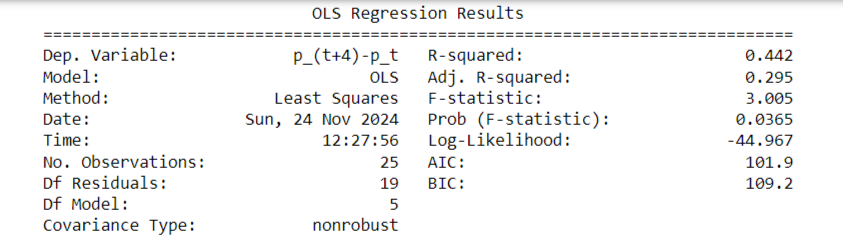 OLS Regression Results
==============================================================================
Dep. Variable: p_(t+4)-p_t R-squared: 0.442
Model: OLS Adj. R-squared: 0.295
Method: Least Squares F-statistic: 3.005
Date: Sun, 24 Nov 2024 Prob (F-statistic): 0.0365
Time: 12:27:56 Log-Likelihood: -44.967
No. Observations: 25 AIC: 101.9
Df Residuals: 19 BIC: 109.2
Df Model: 5
Covariance Type: nonrobust